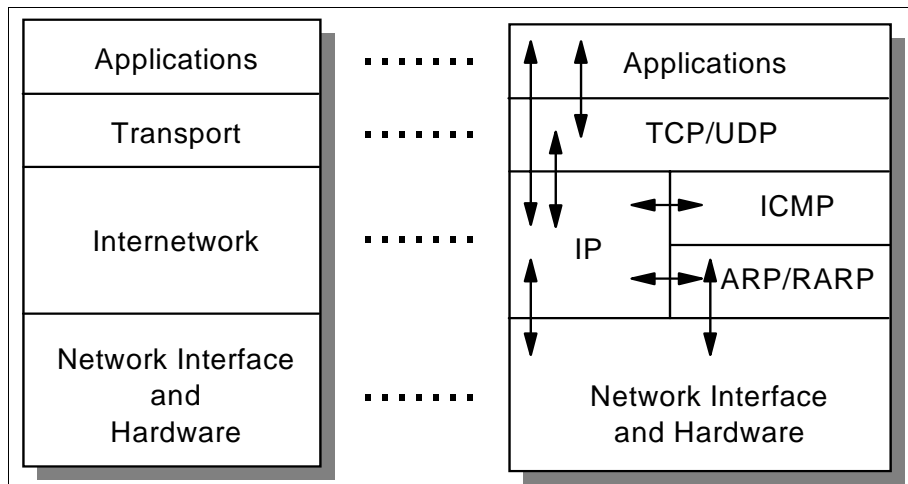 Applications
Transport
Internetwork
Network Interface
and
Hardware
Applications
TCP/UDP
IP
ICMP
ARP/RARP
Network Interface
and Hardware